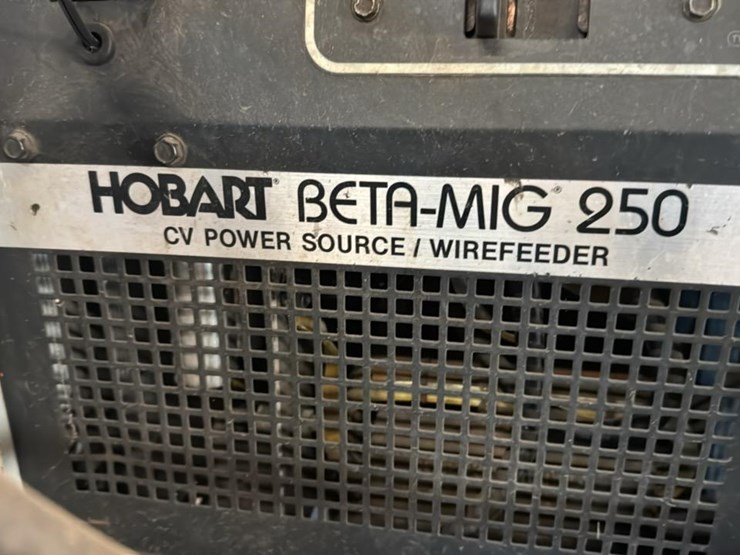 HOBART® BETA-MIG® 250
CV POWER SOURCE / WIREFEEDER